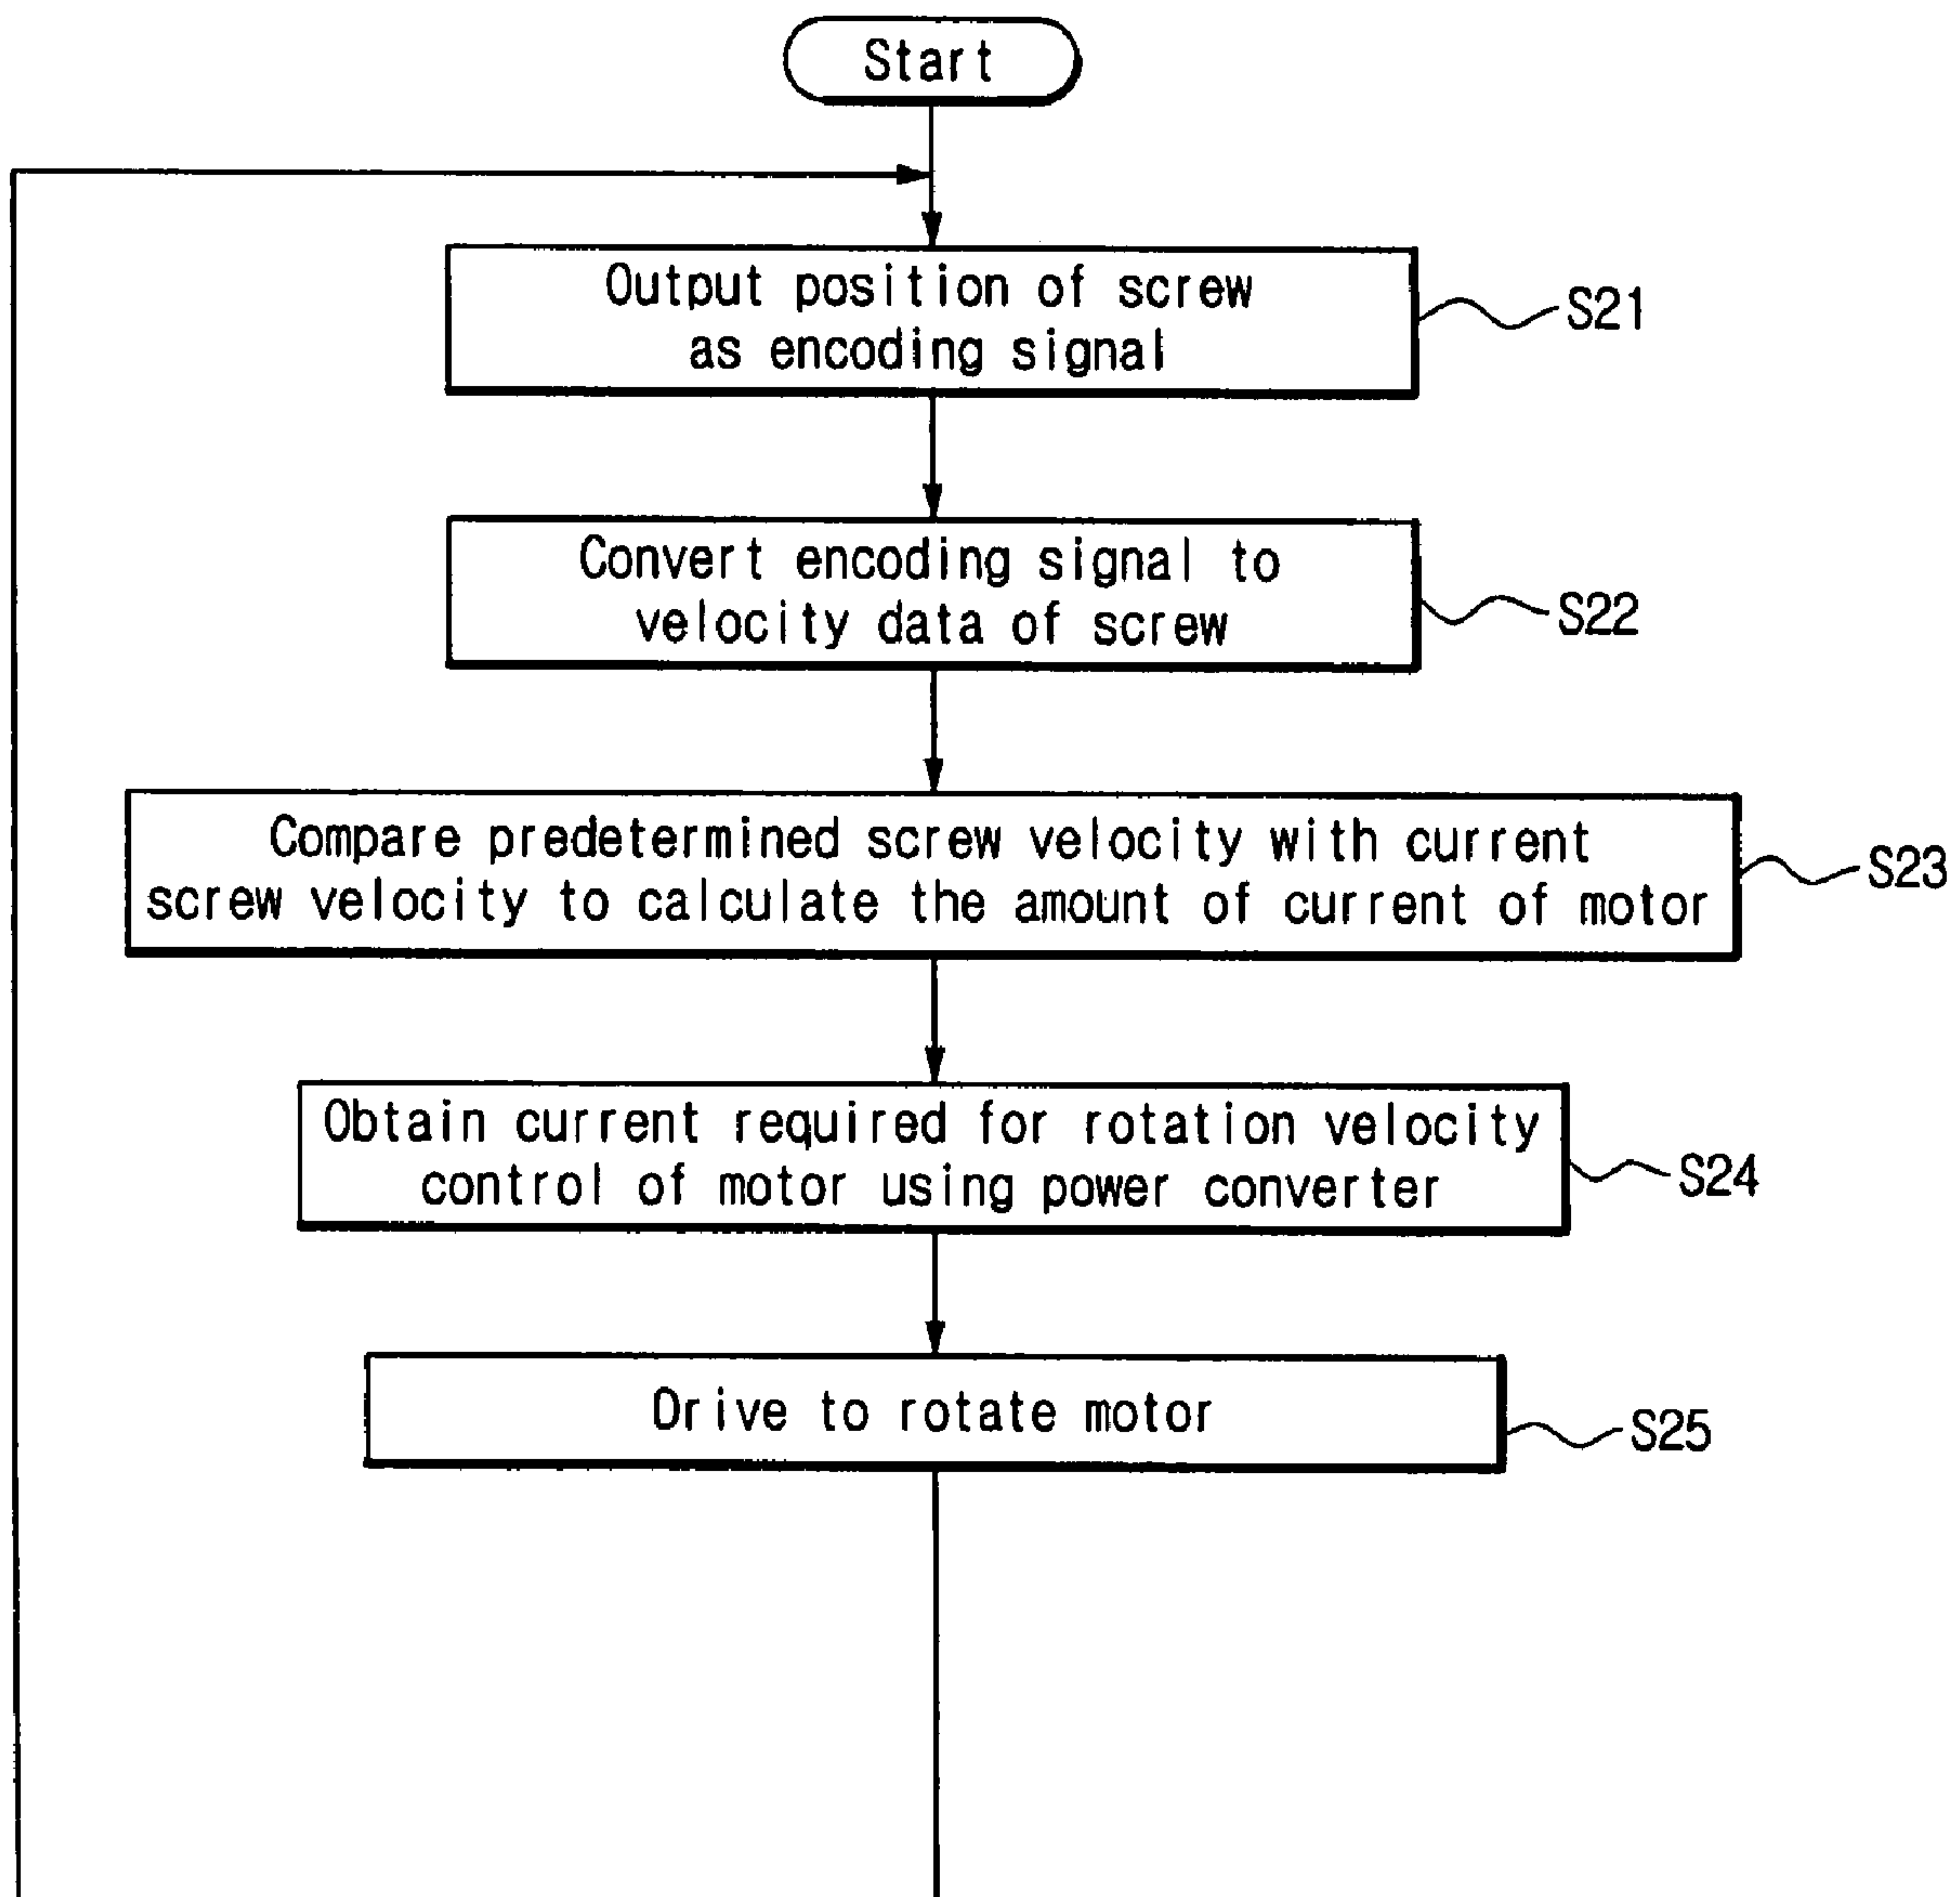 Start
Output position of screw
as encoding signal
S21
Convert encoding signal to
velocity data of screw
S22
Compare predetermined screw velocity with current
screw velocity to calculate the amount of current of motor
S23
Obtain current required for rotation velocity
control of motor using power converter
S24
Drive to rotate motor
S25